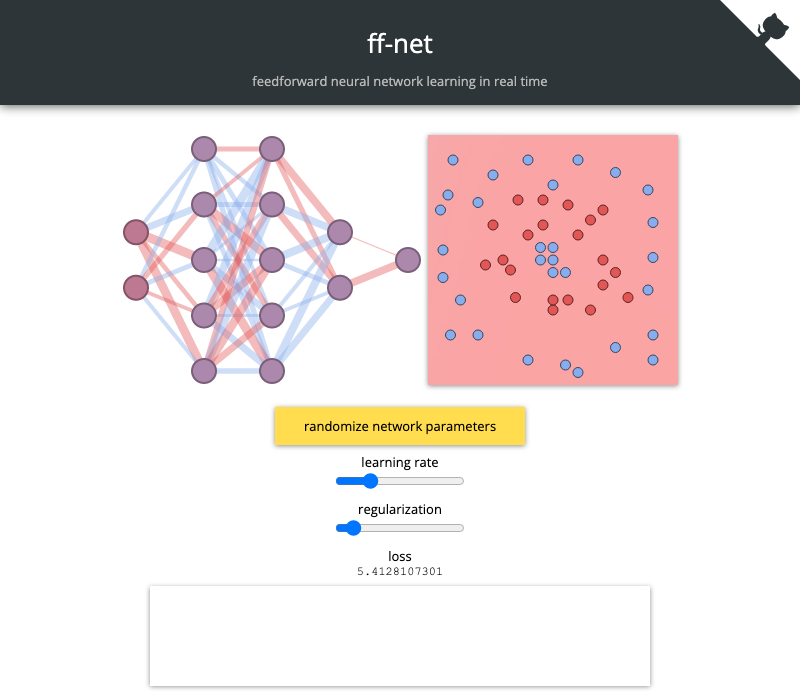 ff-net
feedforward neural network learning in real time
randomize network parameters
learning rate
regularization
loss
5.4128107301